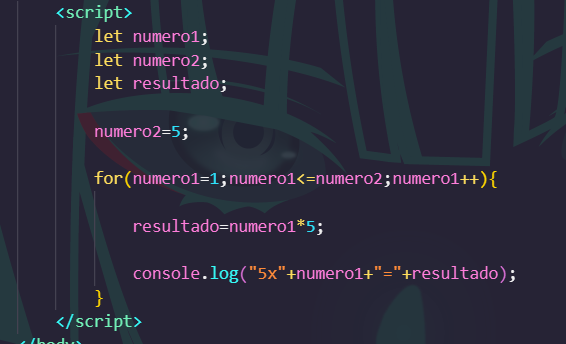 <script>
let numero1;
let numero2;
let resultado;
numero2=5;
for(numero1=1;numero1<=numero2;numero1++){
resultado=numero1*5;
console.log("5x"+numero1+"="+resultado);
}
</script>
</body>